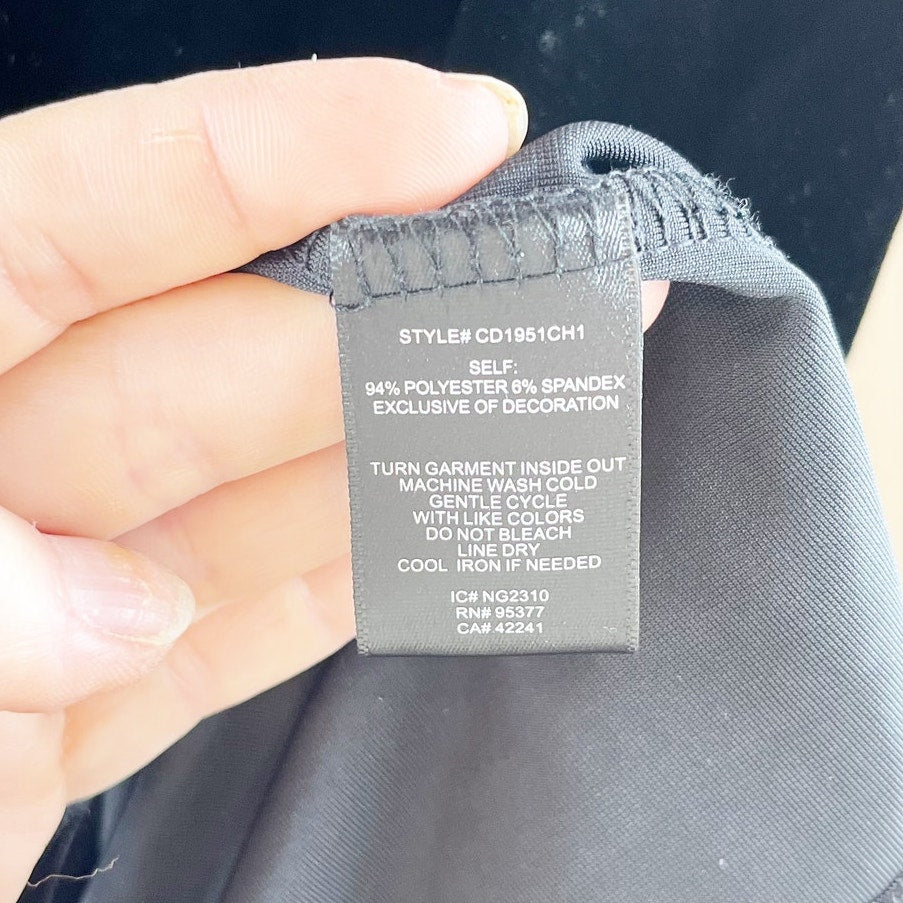 STYLE# CD1951CH1
SELF:
94% POLYESTER 6% SPANDEX
EXCLUSIVE OF DECORATION
TURN GARMENT INSIDE OUT
MACHINE WASH COLD
GENTLE CYCLE
WITH LIKE COLORS
DO NOT BLEACH
LINE DRY
COOL IRON IF NEEDED
IC# NG2310
RN# 95377
CA# 42241